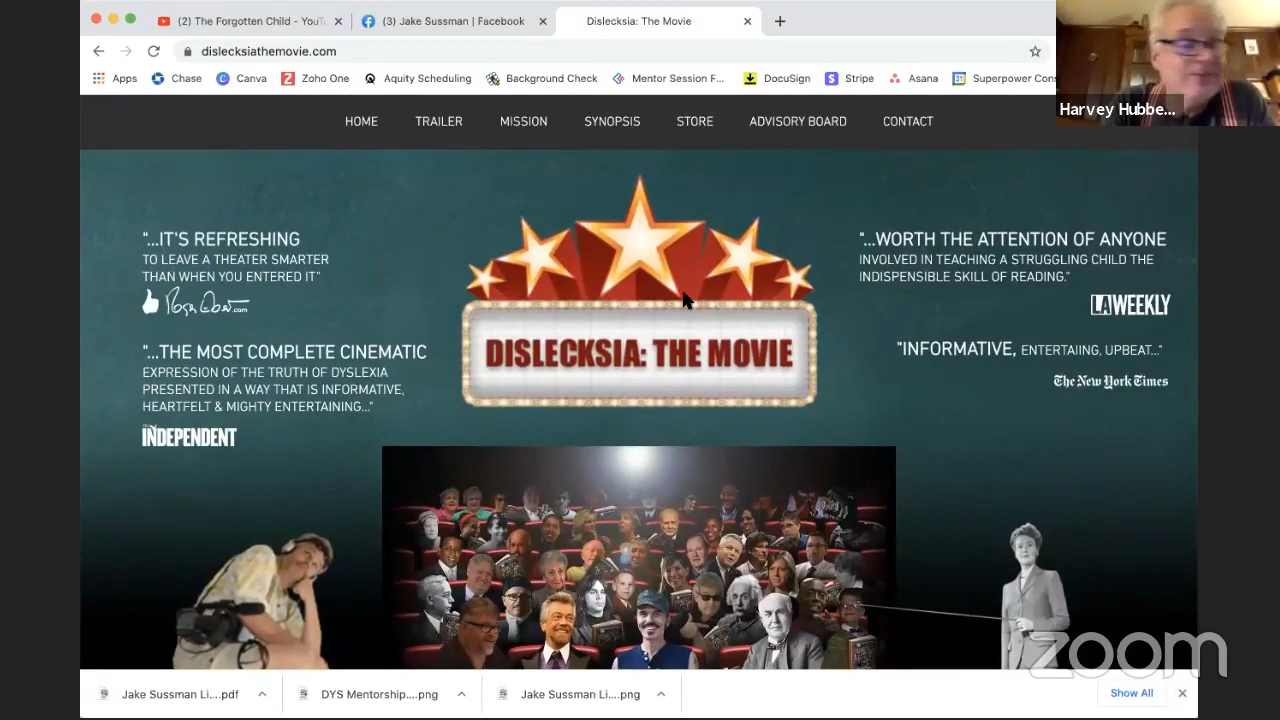 (2) The Forgotten Child - YouTu
(3) Jake Sussman | Facebook
Dislecksia: The Movie
dislecksiathemovie.com
Apps
Chase
Canva
Zoho One
Aquity Scheduling
Background Check
Mentor Session F...
DocuSign
Stripe
Asana
Superpower Cons
Harvey Hubbe...
HOME
TRAILER
MISSION
SYNOPSIS
STORE
ADVISORY BOARD
CONTACT
"...IT'S REFRESHING
TO LEAVE A THEATER SMARTER
THAN WHEN YOU ENTERED IT"
.com
"...THE MOST COMPLETE CINEMATIC
EXPRESSION OF THE TRUTH OF DYSLEXIA
PRESENTED IN A WAY THAT IS INFORMATIVE,
HEARTFELT & MIGHTY ENTERTAINING..."
INDEPENDENT
DISLECKSIA: THE MOVIE
"...WORTH THE ATTENTION OF ANYONE
INVOLVED IN TEACHING A STRUGGLING CHILD THE
INDISPENSIBLE SKILL OF READING."
LAWEEKLY
"INFORMATIVE, ENTERTAIING, UPBEAT..."
The New York Times
zoom
Jake Sussman Li....pdf
DYS Mentorship....png
Jake Sussman Li....png
Show All